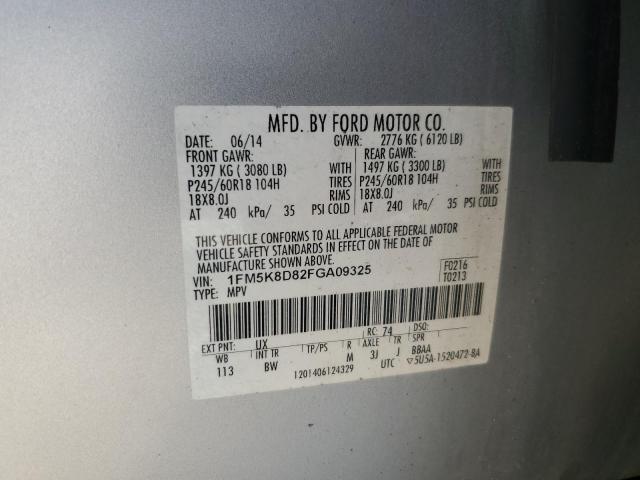 MFD. BY FORD MOTOR CO.
DATE: 06/14 GVWR: 2776 KG ( 6120 LB)
FRONT GAWR: REAR GAWR:
1397 KG ( 3080 LB) WITH 1497 KG ( 3300 LB) WITH
P245/60R18 104H TIRES P245/60R18 104H TIRES
18X8.0J RIMS 18X8.0J RIMS
AT 240 kPa/ 35 PSI COLD AT 240 kPa/ 35 PSI COLD
THIS VEHICLE CONFORMS TO ALL APPLICABLE FEDERAL MOTOR
VEHICLE SAFETY STANDARDS IN EFFECT ON THE DATE OF
MANUFACTURE SHOWN ABOVE.
VIN: 1FM5K8D82FGA09325 F0216
TYPE: MPV T0213
EXT PNT: UX RC: 74 DSO:
WB INT TR TP/PS R AXLE TR SPR
113 BW M 3J J BBAA
1201406124329 UTC ▽5U5A-1520472-BA